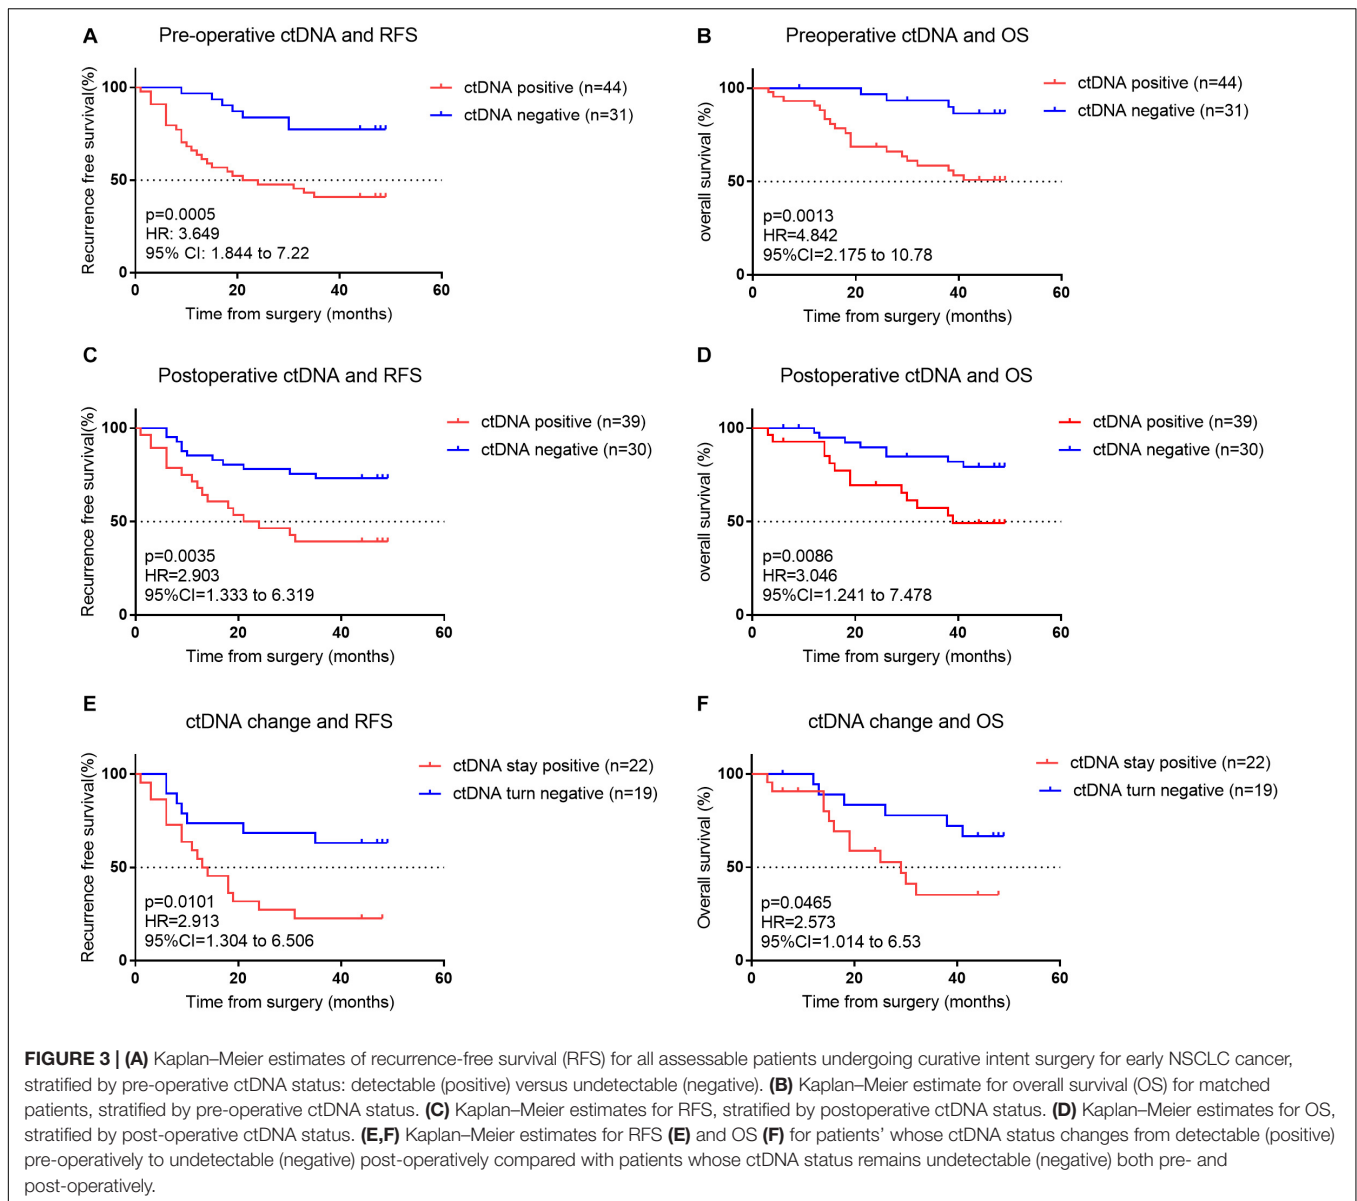 A
Pre-operative ctDNA and RFS
Recurrence free survival(%)
100
50
0
ctDNA positive (n=44)
ctDNA negative (n=31)
p=0.0005
HR: 3.649
95% CI: 1.844 to 7.22
0 20 40 60
Time from surgery (months)
B
Preoperative ctDNA and OS
overall survival (%)
100
50
0
ctDNA positive (n=44)
ctDNA negative (n=31)
p=0.0013
HR=4.842
95%CI=2.175 to 10.78
0 20 40 60
Time from surgery (months)
C
Postoperative ctDNA and RFS
Recurrence free survival(%)
100
50
0
ctDNA positive (n=39)
ctDNA negative (n=30)
p=0.0035
HR=2.903
95%CI=1.333 to 6.319
0 20 40 60
Time from surgery (months)
D
Postoperative ctDNA and OS
overall survival (%)
100
50
0
ctDNA positive (n=39)
ctDNA negative (n=30)
p=0.0086
HR=3.046
95%CI=1.241 to 7.478
0 20 40 60
Time from surgery (months)
E
ctDNA change and RFS
Recurrence free survival(%)
100
50
0
ctDNA stay positive (n=22)
ctDNA turn negative (n=19)
p=0.0101
HR=2.913
95%CI=1.304 to 6.506
0 20 40 60
Time from surgery (months)
F
ctDNA change and OS
Overall survival (%)
100
50
0
ctDNA stay positive (n=22)
ctDNA turn negative (n=19)
p=0.0465
HR=2.573
95%CI=1.014 to 6.53
0 20 40 60
Time from surgery (months)
FIGURE 3 | (A) Kaplan–Meier estimates of recurrence-free survival (RFS) for all assessable patients undergoing curative intent surgery for early NSCLC cancer,
stratified by pre-operative ctDNA status: detectable (positive) versus undetectable (negative). (B) Kaplan–Meier estimate for overall survival (OS) for matched
patients, stratified by pre-operative ctDNA status. (C) Kaplan–Meier estimates for RFS, stratified by postoperative ctDNA status. (D) Kaplan–Meier estimates for OS,
stratified by post-operative ctDNA status. (E,F) Kaplan–Meier estimates for RFS (E) and OS (F) for patients’ whose ctDNA status changes from detectable (positive)
pre-operatively to undetectable (negative) post-operatively compared with patients whose ctDNA status remains undetectable (negative) both pre- and
post-operatively.